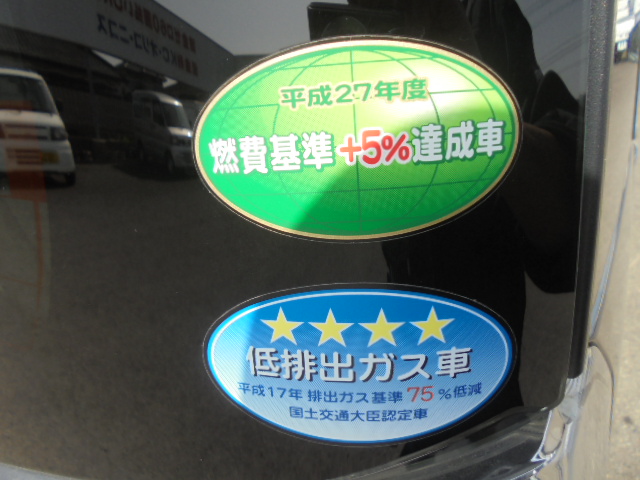 平成27年度
燃費基準+5%達成車
低排出ガス車
平成17年 排出ガス基準 75 %低減
国土交通大臣認定車